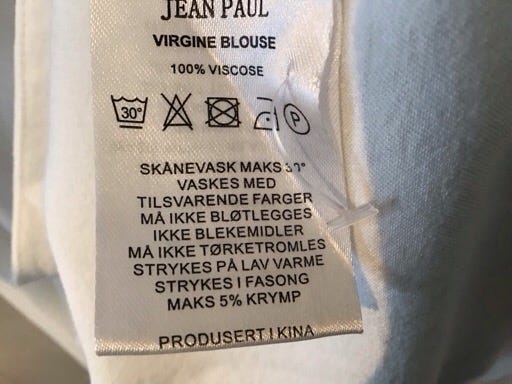 JEAN PAUL
VIRGINE BLOUSE
100% VISCOSE
30°
P
SKÅNEVASK MAKS 30°
VASKES MED
TILSVARENDE FARGER
MÅ IKKE BLØTLEGGES
IKKE BLEKEMIDLER
MÅ IKKE TØRKETROMLES
STRYKES PÅ LAV VARME
STRYKES I FASONG
MAKS 5% KRYMP
PRODUSERT I KINA